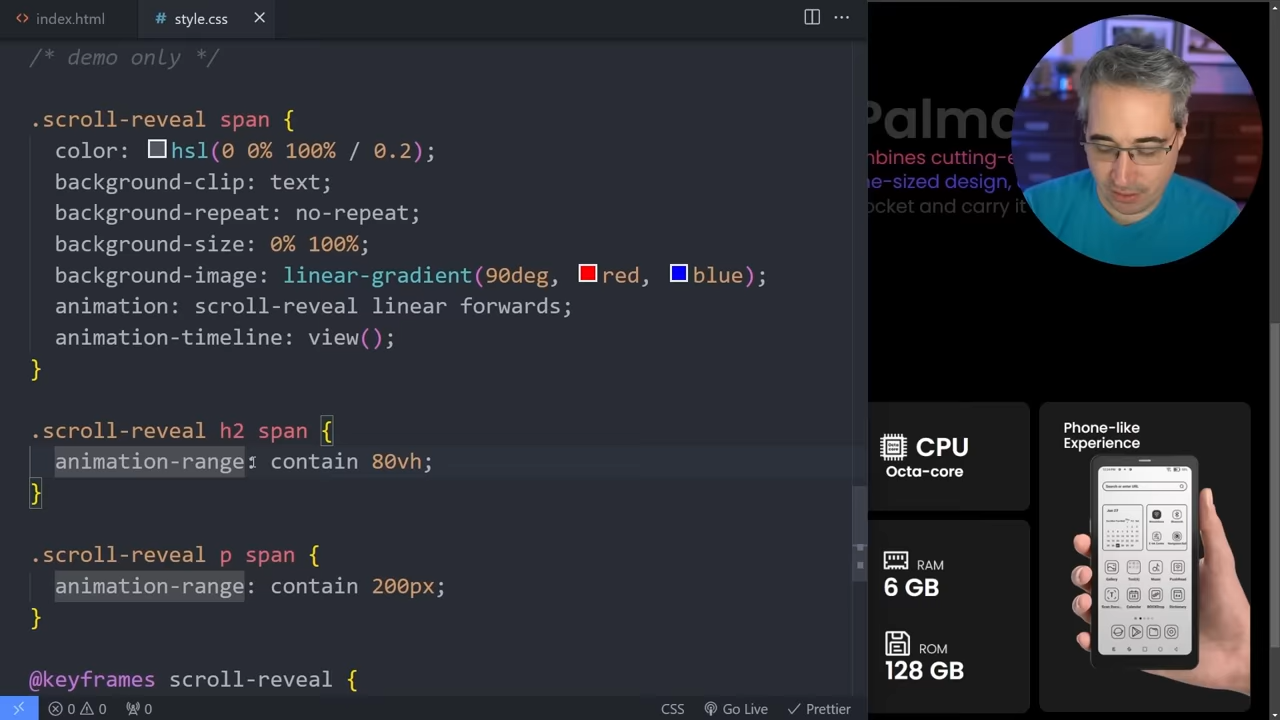 index.html
style.css
/* demo only */
.scroll-reveal span {
color: hsl(0 0% 100% / 0.2);
background-clip: text;
background-repeat: no-repeat;
background-size: 0% 100%;
background-image: linear-gradient(90deg, red, blue);
animation: scroll-reveal linear forwards;
animation-timeline: view();
}
.scroll-reveal h2 span {
animation-range: contain 80vh;
}
.scroll-reveal p span {
animation-range: contain 200px;
}
@keyframes scroll-reveal {
0 0 0
CSS Go Live Prettier
Palma
mbines cutting-e
ne-sized design,
ocket and carry it
CPU
Octa-core
RAM
6 GB
ROM
128 GB
Phone-like
Experience